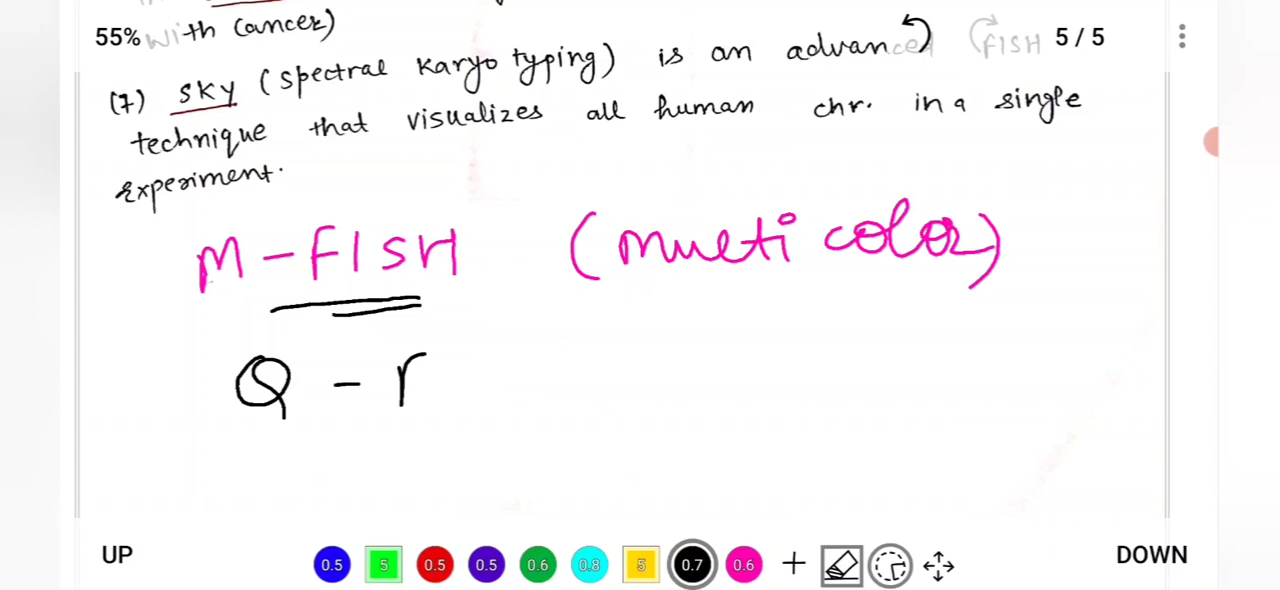 55% with Cancer)
(7) SKY (Spectral Karyo typing) is an advanced FISH 5 / 5
technique that visualizes all human chr. in a single
experiment.
M - FISH (multi color)
Q - r
UP 0.5 5 0.5 0.5 0.6 0.8 5 0.7 0.6 + DOWN